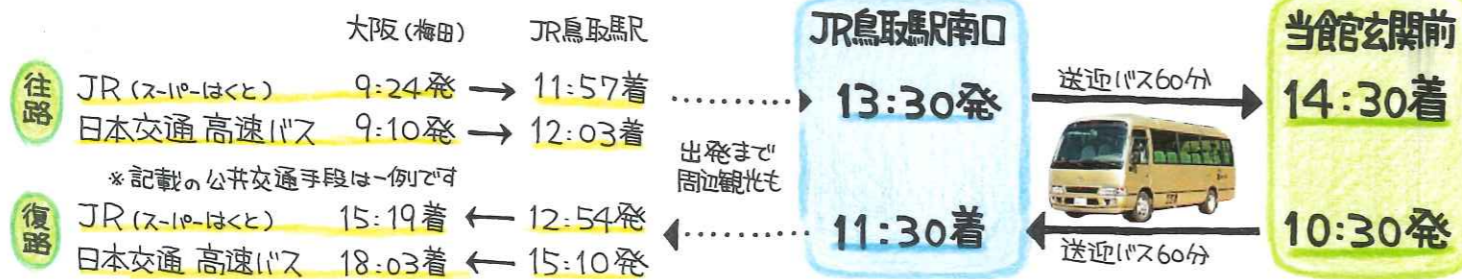 大阪(梅田) JR鳥取駅 JR鳥取駅南口 当館玄関前
往路
JR(スーパーはくと) 9:24発 → 11:57着 13:30発 送迎バス60分 14:30着
日本交通 高速バス 9:10発 → 12:03着
出発まで
周辺観光も
※記載の公共交通手段は一例です
復路
JR(スーパーはくと) 15:19着 ← 12:54発 11:30着 送迎バス60分 10:30発
日本交通 高速バス 18:03着 ← 15:10発